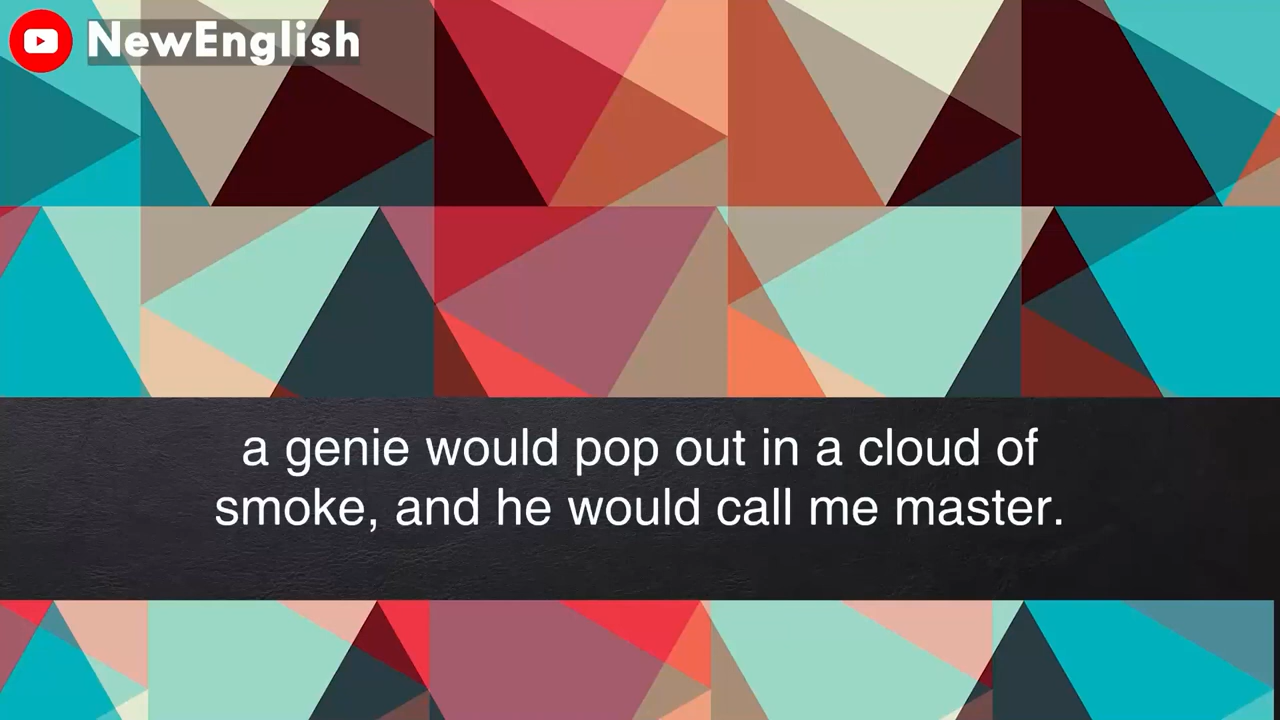 NewEnglish
a genie would pop out in a cloud of
smoke, and he would call me master.